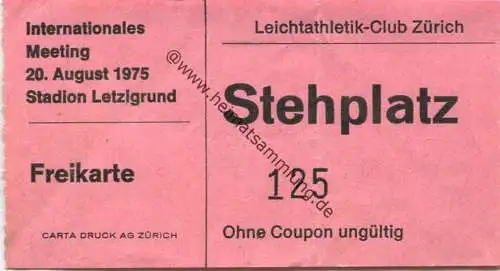 Internationales
Meeting
20. August 1975
Stadion Letzigrund
Freikarte
CARTA DRUCK AG ZÜRICH
Leichtathletik-Club Zürich
Stehplatz
125
Ohne Coupon ungültig
@www.heimatsammlung.de